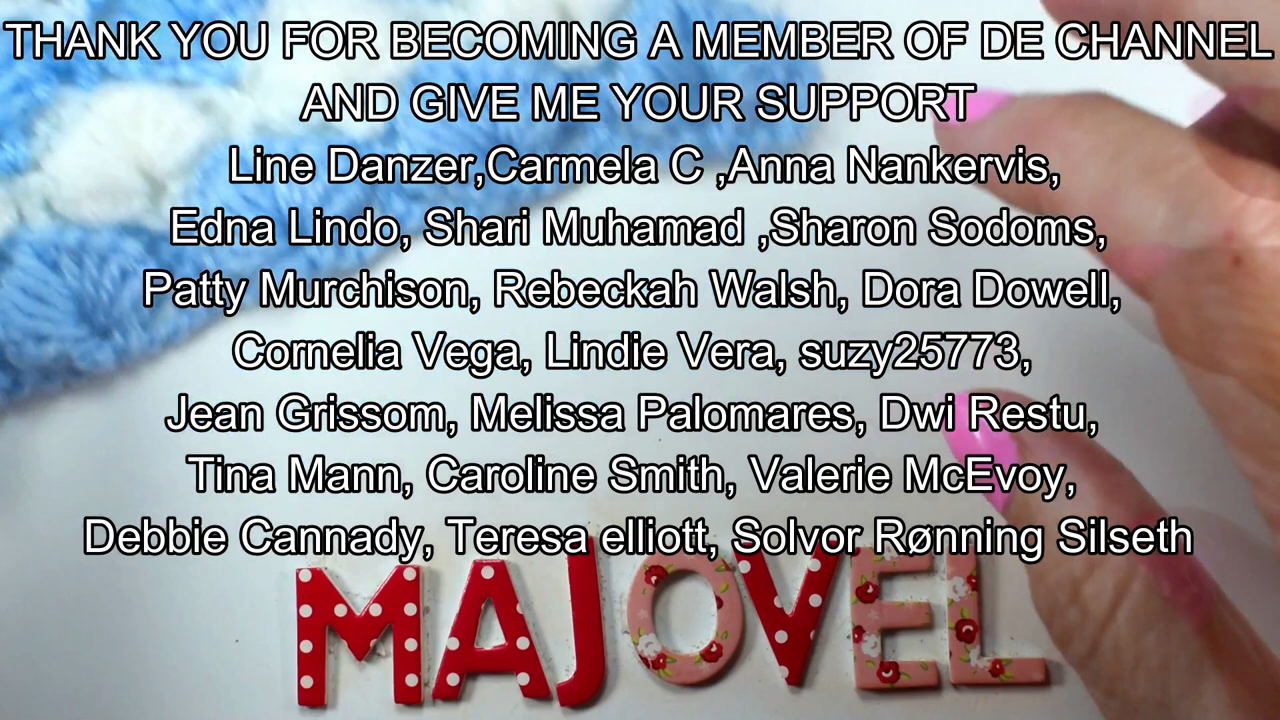 THANK YOU FOR BECOMING A MEMBER OF DE CHANNEL
AND GIVE ME YOUR SUPPORT
Line Danzer,Carmela C ,Anna Nankervis,
Edna Lindo, Shari Muhamad ,Sharon Sodoms,
Patty Murchison, Rebeckah Walsh, Dora Dowell,
Cornelia Vega, Lindie Vera, suzy25773,
Jean Grissom, Melissa Palomares, Dwi Restu,
Tina Mann, Caroline Smith, Valerie McEvoy,
Debbie Cannady, Teresa elliott, Solvor Rønning Silseth
MAJOVEL